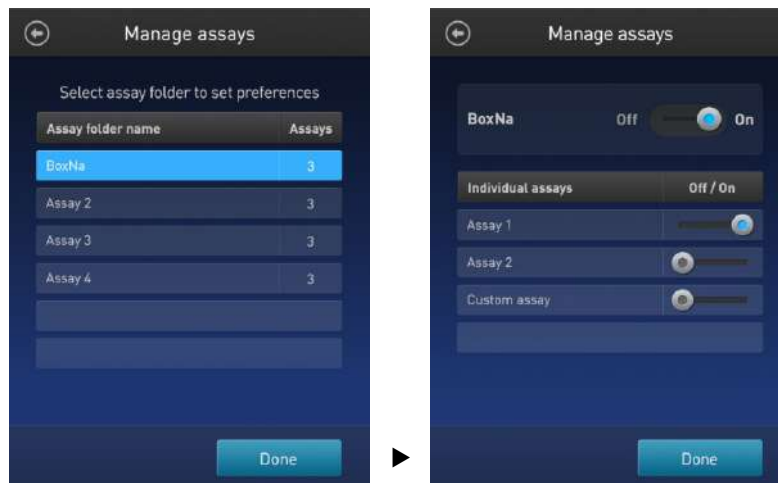 Manage assays
Select assay folder to set preferences
Assay folder name Assays
BoxNa 3
Assay 2 3
Assay 3 3
Assay 4 3
Done
Manage assays
BoxNa Off On
Individual assays Off / On
Assay 1
Assay 2
Custom assay
Done